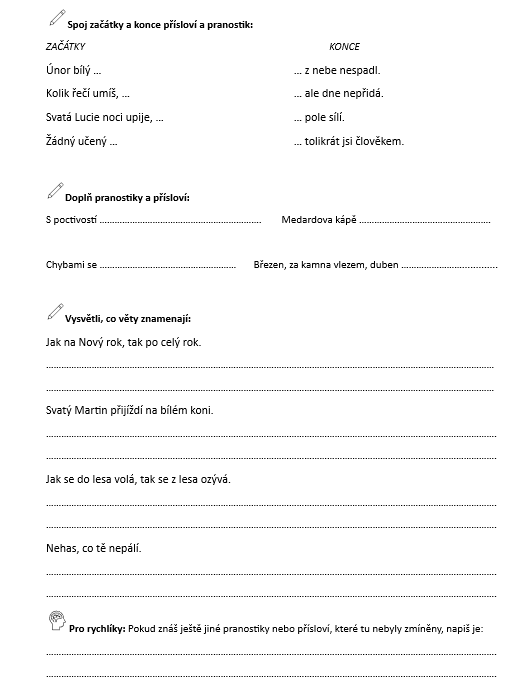 Spoj začátky a konce přísloví a pranostik:
ZAČÁTKY KONCE
Únor bílý ... ... z nebe nespadl.
Kolik řečí umíš, ... ... ale dne nepřidá.
Svatá Lucie noci upije, ... ... pole sílí.
Žádný učený ... ... tolikrát jsi člověkem.
Doplň pranostiky a přísloví:
S poctivostí ........................................................ Medardova kápě ..............................................
Chybami se ................................................ Březen, za kamna vlezem, duben ..................................
Vysvětli, co věty znamenají:
Jak na Nový rok, tak po celý rok.
Svatý Martin přijíždí na bílém koni.
Jak se do lesa volá, tak se z lesa ozývá.
Nehas, co tě nepálí.
Pro rychlíky: Pokud znáš ještě jiné pranostiky nebo přísloví, které tu nebyly zmíněny, napiš je: